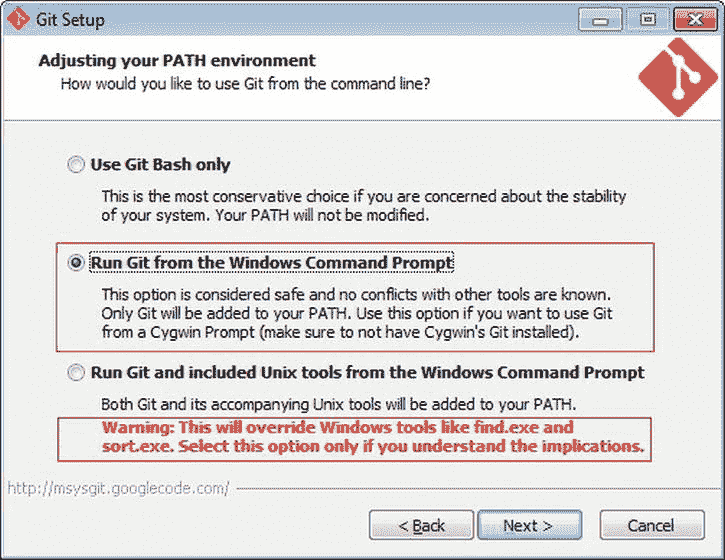 Git Setup
Adjusting your PATH environment
How would you like to use Git from the command line?
Use Git Bash only
This is the most conservative choice if you are concerned about the stability
of your system. Your PATH will not be modified.
Run Git from the Windows Command Prompt
This option is considered safe and no conflicts with other tools are known.
Only Git will be added to your PATH. Use this option if you want to use Git
from a Cygwin Prompt (make sure to not have Cygwin's Git installed).
Run Git and included Unix tools from the Windows Command Prompt
Both Git and its accompanying Unix tools will be added to your PATH.
Warning: This will override Windows tools like find.exe and
sort.exe. Select this option only if you understand the implications.
http://msysgit.googlecode.com/
< Back Next > Cancel